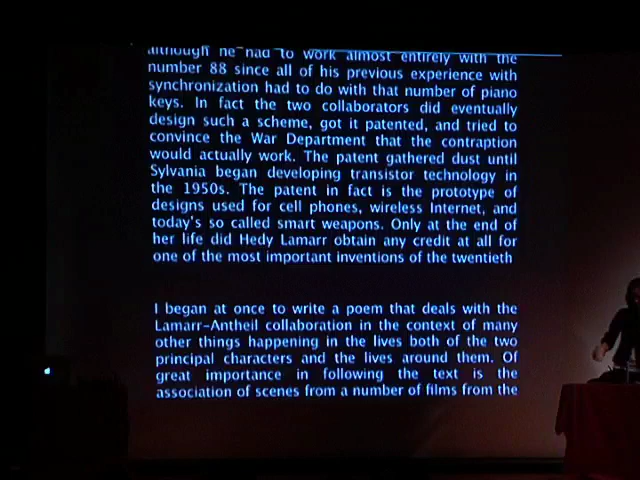 although he had to work almost entirely with the
number 88 since all of his previous experience with
synchronization had to do with that number of piano
keys. In fact the two collaborators did eventually
design such a scheme, got it patented, and tried to
convince the War Department that the contraption
would actually work. The patent gathered dust until
Sylvania began developing transistor technology in
the 1950s. The patent in fact is the prototype of
designs used for cell phones, wireless Internet, and
today's so called smart weapons. Only at the end of
her life did Hedy Lamarr obtain any credit at all for
one of the most important inventions of the twentieth
I began at once to write a poem that deals with the
Lamarr-Antheil collaboration in the context of many
other things happening in the lives both of the two
principal characters and the lives around them. Of
great importance in following the text is the
association of scenes from a number of films from the